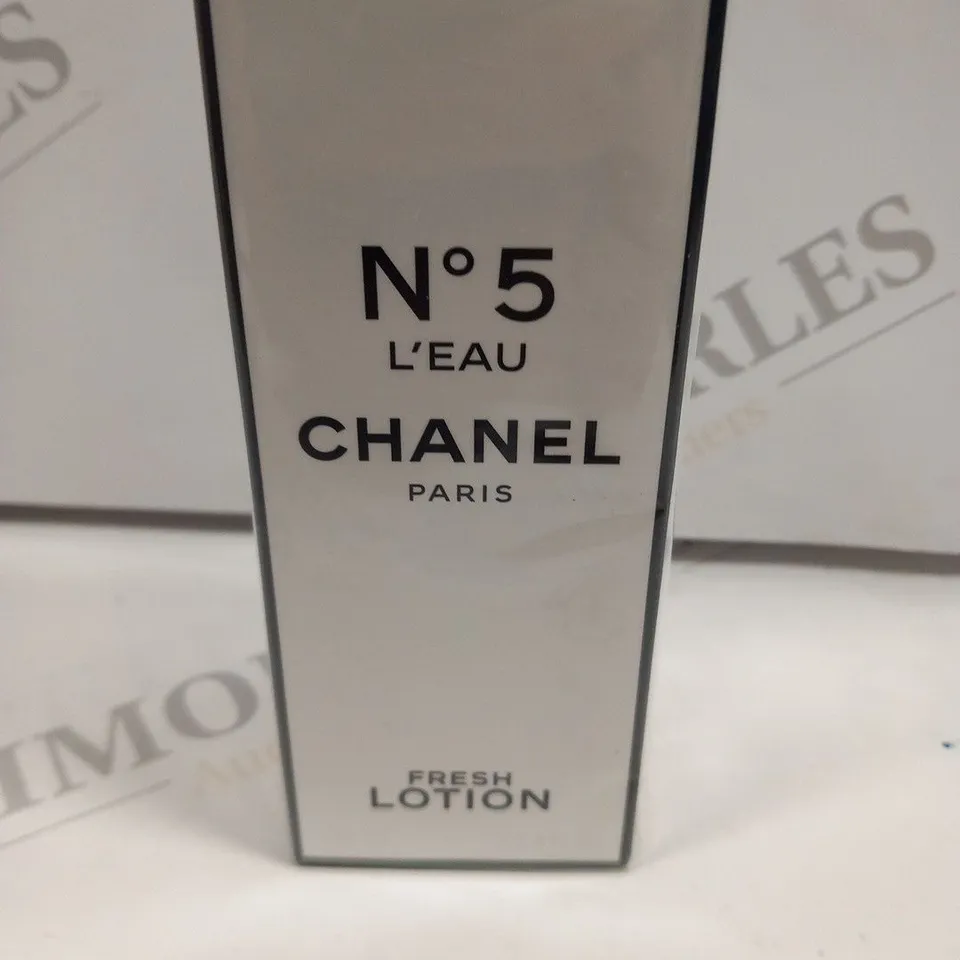 N°5
L'EAU
CHANEL
PARIS
FRESH
LOTION